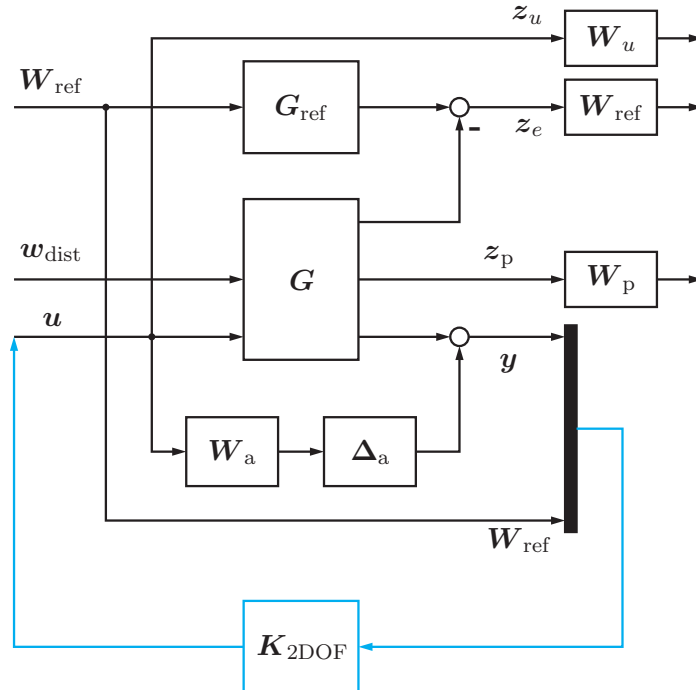 z_u
W_u
W_ref
G_ref
-
z_e
W_ref
w_dist
G
z_p
W_p
u
y
W_a
Δ_a
W_ref
K_2DOF